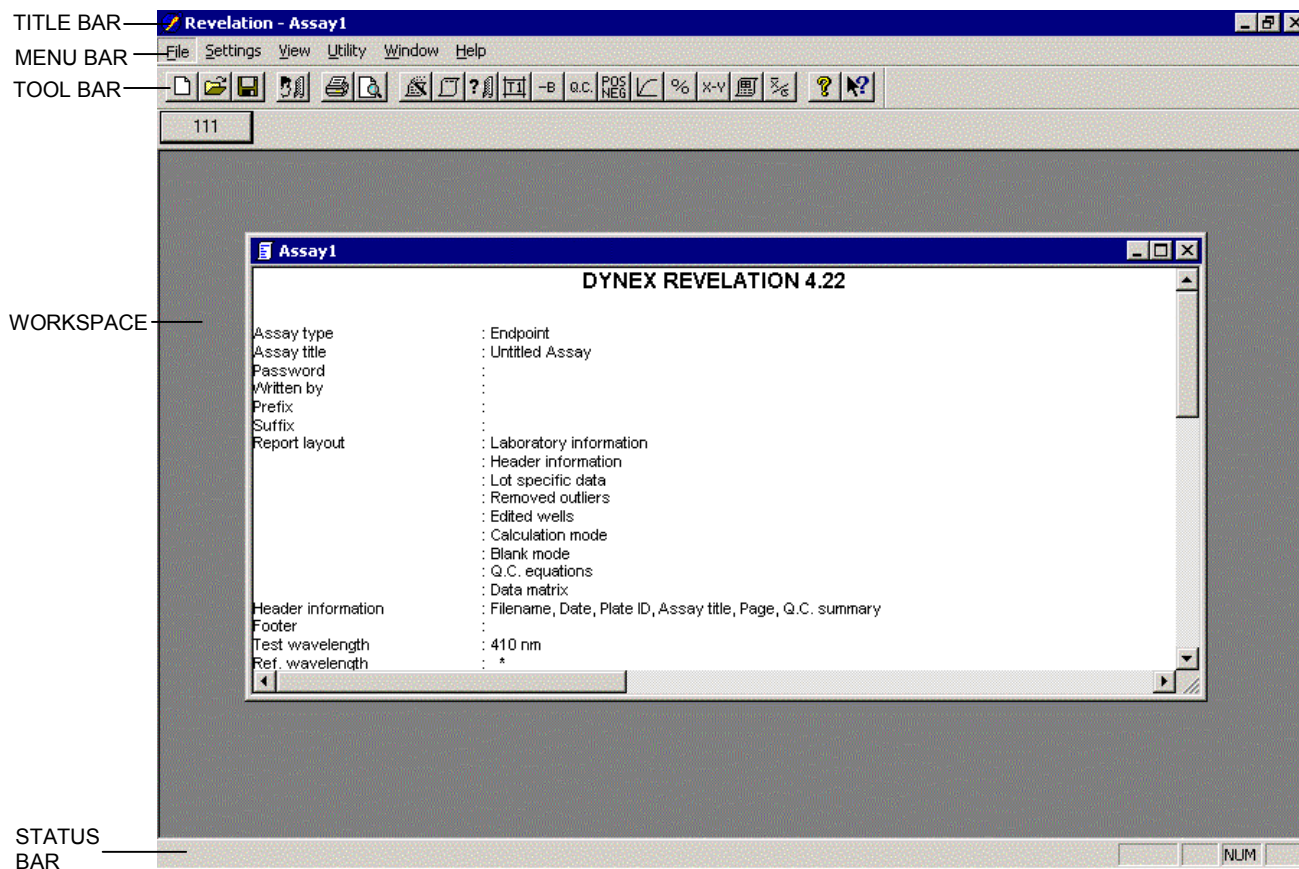 TITLE BAR
Revelation - Assay1
MENU BAR
File Settings View Utility Window Help
TOOL BAR
? T1 -B Q.C. POS NEG % X-Y x̄/σ ? ?
111
Assay1
DYNEX REVELATION 4.22
WORKSPACE
Assay type : Endpoint
Assay title : Untitled Assay
Password :
Written by :
Prefix :
Suffix :
Report layout : Laboratory information
: Header information
: Lot specific data
: Removed outliers
: Edited wells
: Calculation mode
: Blank mode
: Q.C. equations
: Data matrix
Header information : Filename, Date, Plate ID, Assay title, Page, Q.C. summary
Footer :
Test wavelength : 410 nm
Ref. wavelength : *
STATUS
BAR
NUM